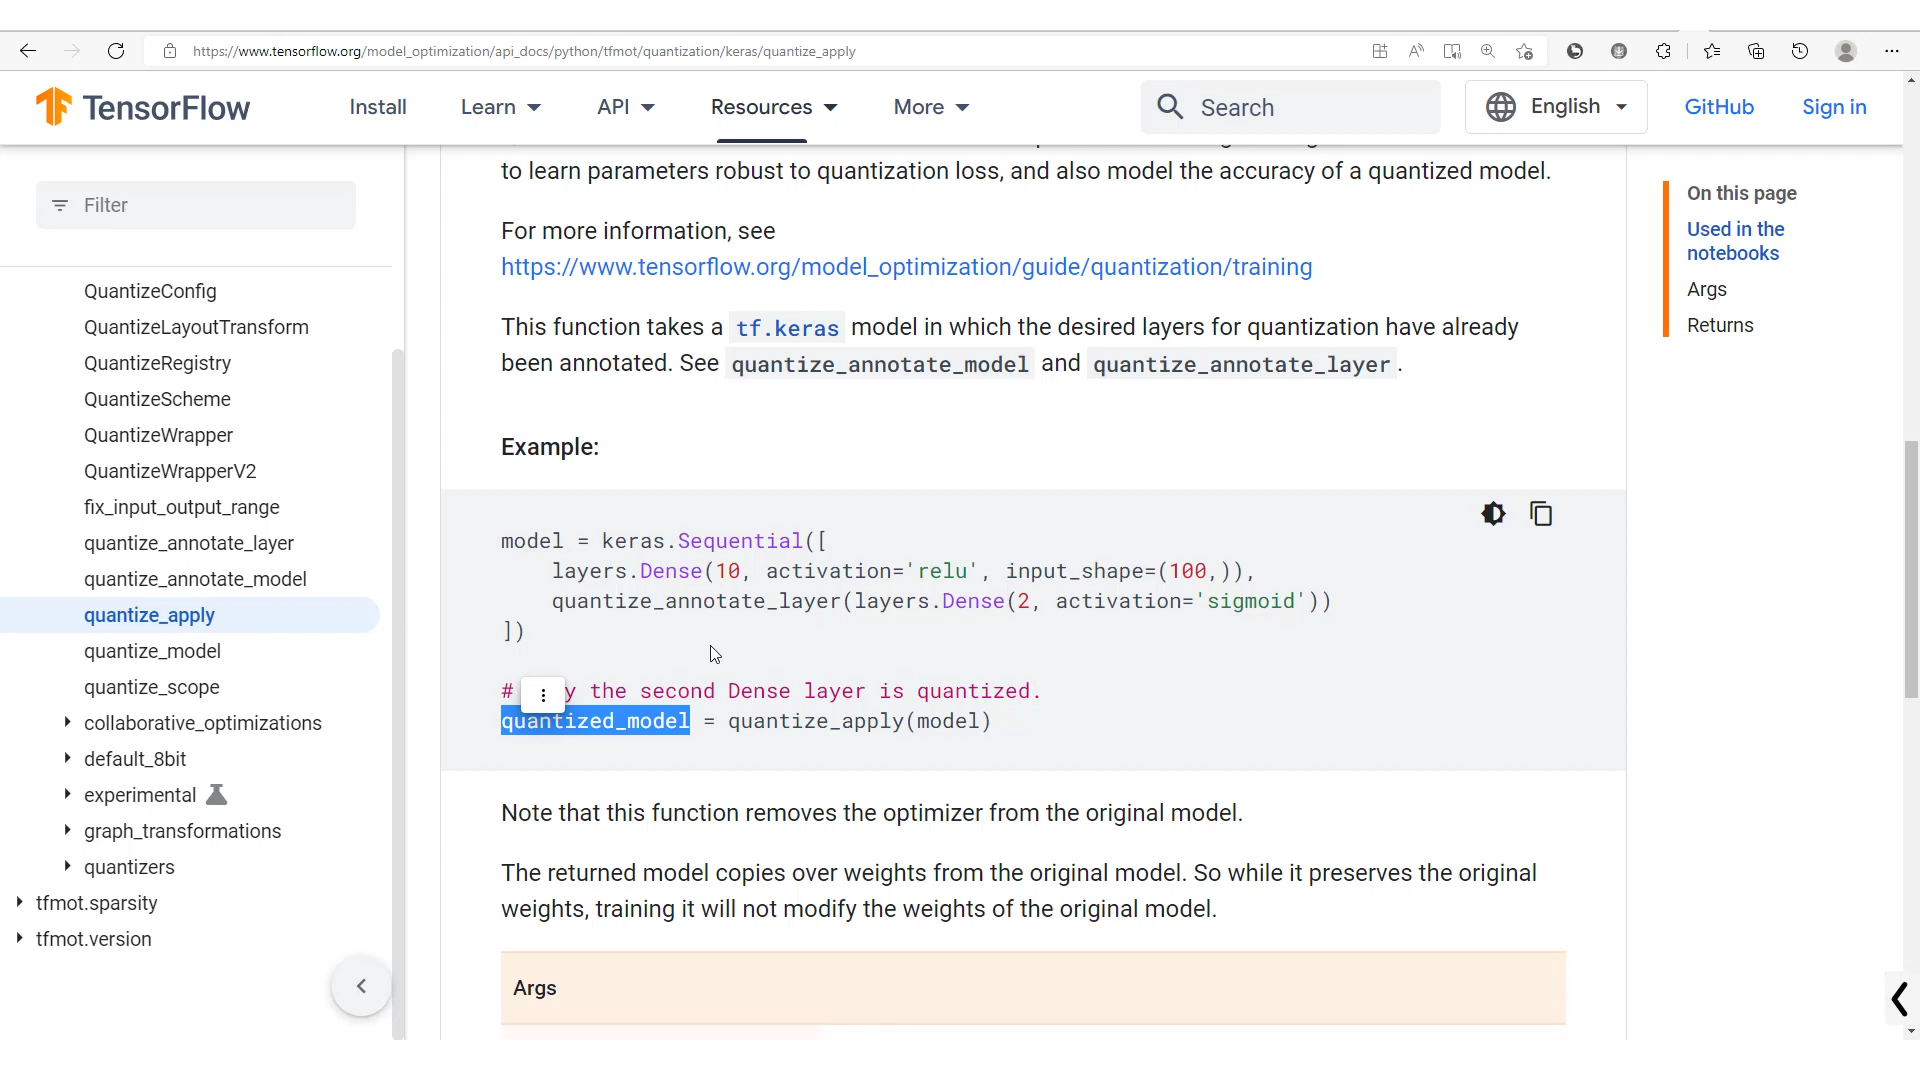 https://www.tensorflow.org/model_optimization/api_docs/python/tfmot/quantization/keras/quantize_apply
TensorFlow
Install
Learn
API
Resources
More
Search
English
GitHub
Sign in
Filter
QuantizeConfig
QuantizeLayoutTransform
QuantizeRegistry
QuantizeScheme
QuantizeWrapper
QuantizeWrapperV2
fix_input_output_range
quantize_annotate_layer
quantize_annotate_model
quantize_apply
quantize_model
quantize_scope
collaborative_optimizations
default_8bit
experimental
graph_transformations
quantizers
tfmot.sparsity
tfmot.version
to learn parameters robust to quantization loss, and also model the accuracy of a quantized model.
For more information, see
https://www.tensorflow.org/model_optimization/guide/quantization/training
This function takes a tf.keras model in which the desired layers for quantization have already
been annotated. See quantize_annotate_model and quantize_annotate_layer.
Example:
model = keras.Sequential([
layers.Dense(10, activation='relu', input_shape=(100,)),
quantize_annotate_layer(layers.Dense(2, activation='sigmoid'))
])
# y the second Dense layer is quantized.
quantized_model = quantize_apply(model)
Note that this function removes the optimizer from the original model.
The returned model copies over weights from the original model. So while it preserves the original
weights, training it will not modify the weights of the original model.
Args
On this page
Used in the
notebooks
Args
Returns